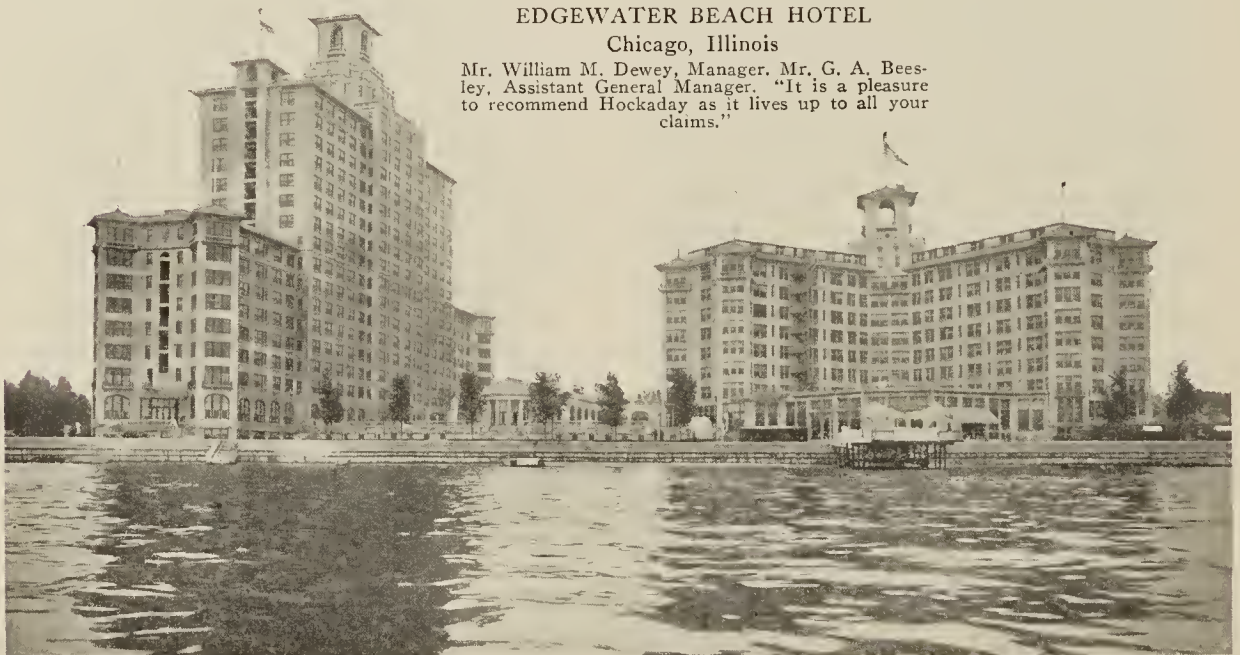 EDGEWATER BEACH HOTEL
Chicago, Illinois
Mr. William M. Dewey, Manager. Mr. G. A. Bees-
ley, Assistant General Manager. "It is a pleasure
to recommend Hockaday as it lives up to all your
claims."